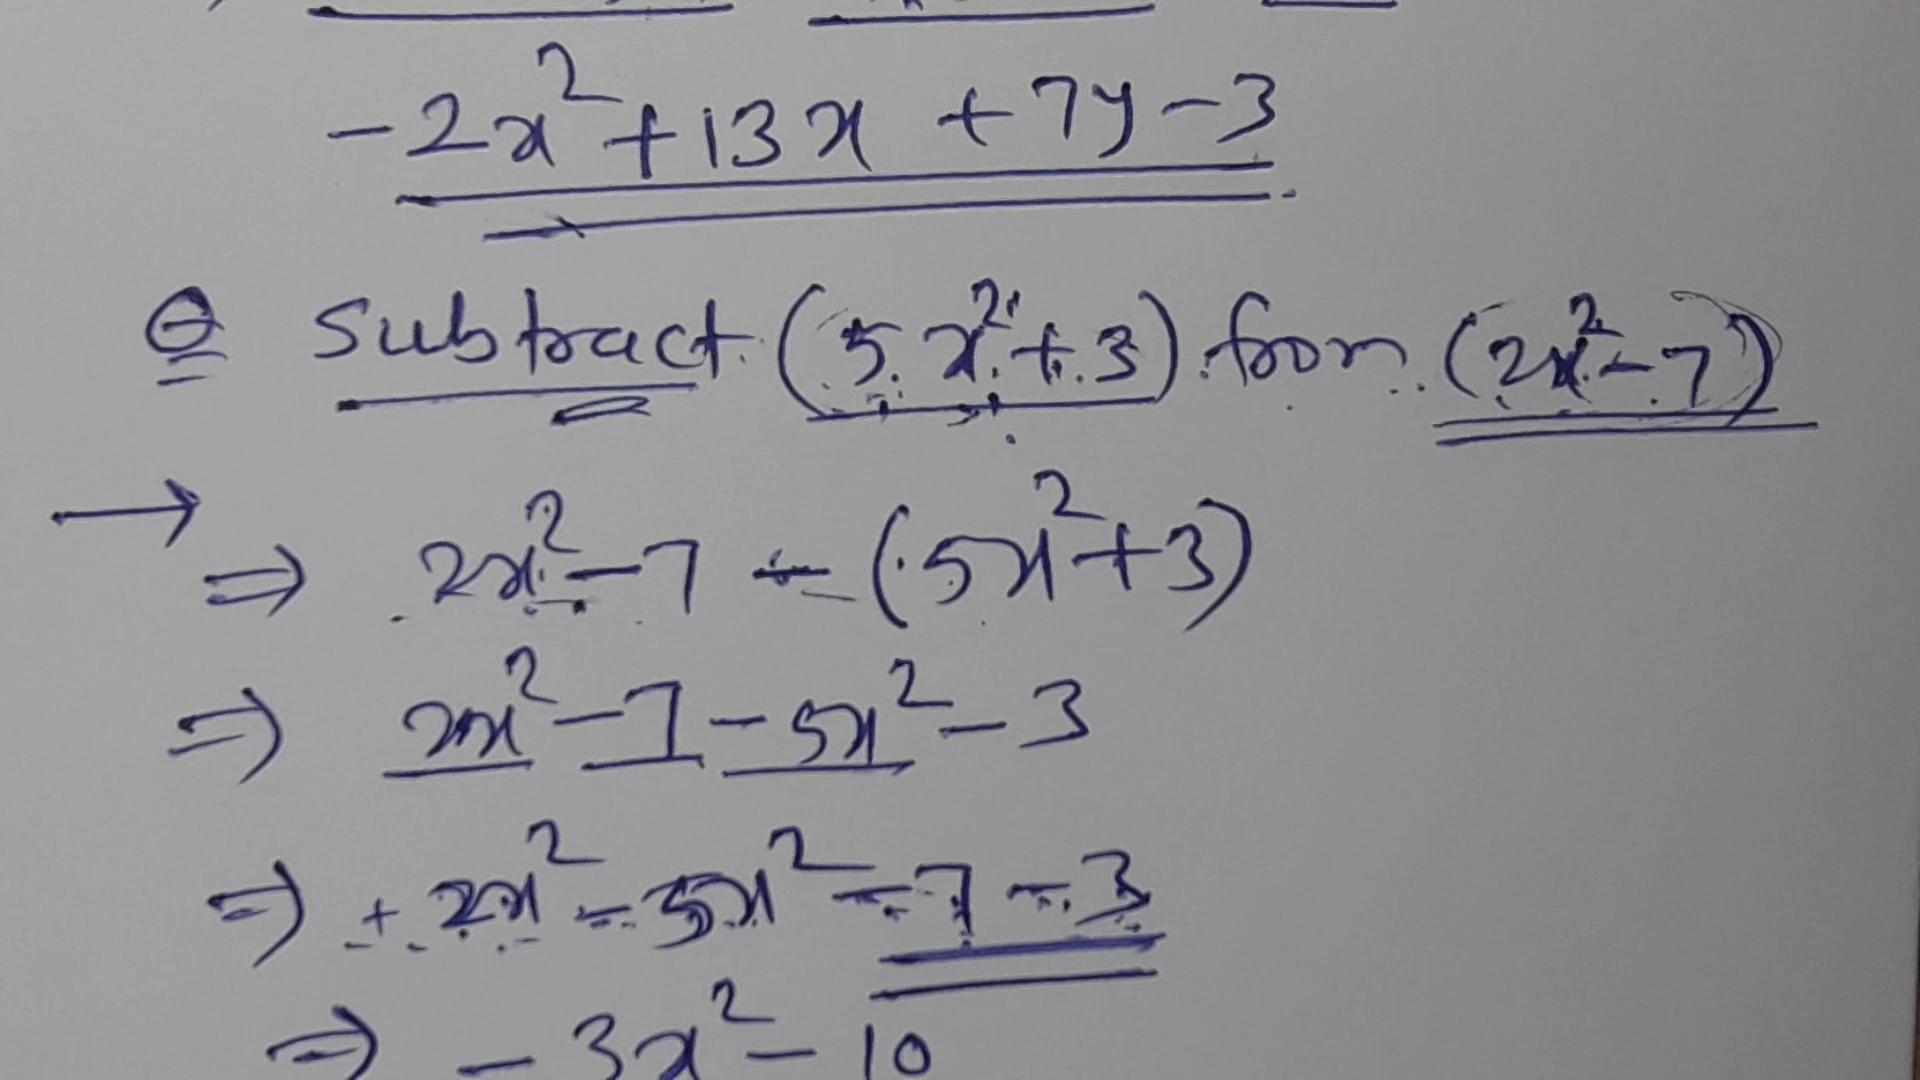 -2x² + 13x + 7y - 3
Q Subtract (5x² + 3) from (2x² - 7)
→
⇒ 2x² - 7 - (5x² + 3)
⇒ 2x² - 7 - 5x² - 3
⇒ + 2x² - 5x² - 7 - 3
⇒ - 3x² - 10